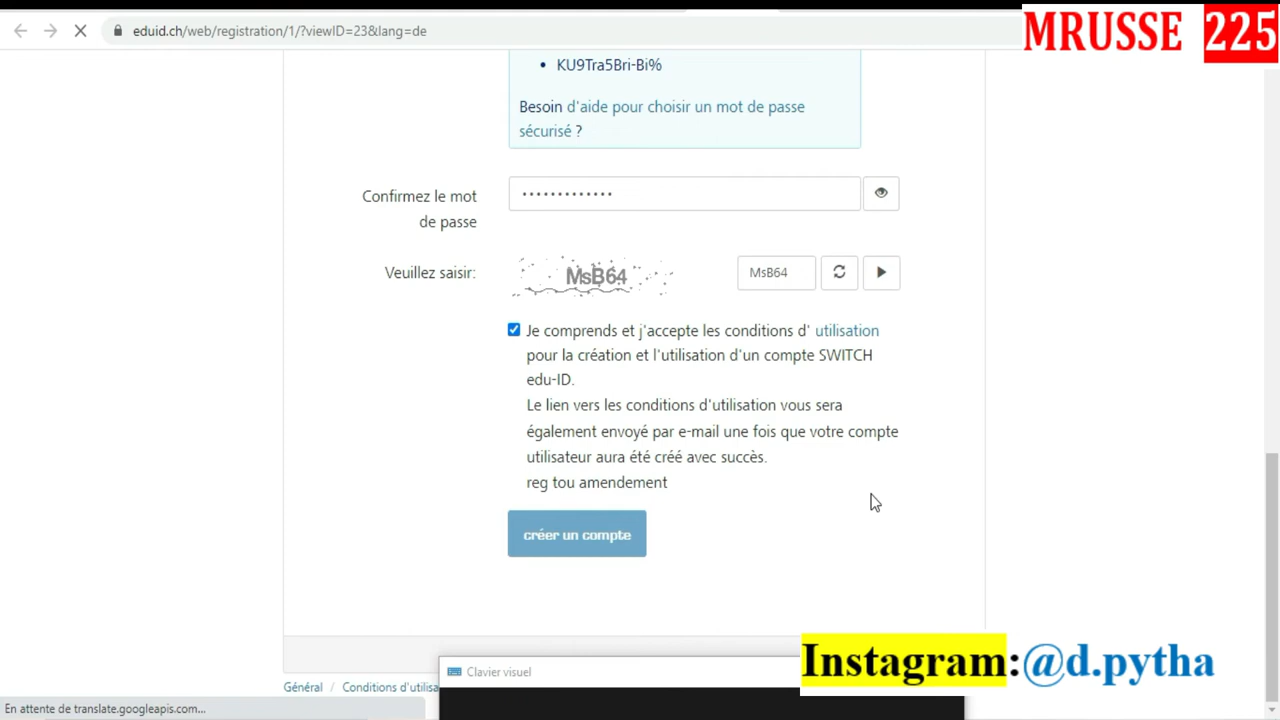 eduid.ch/web/registration/1/?viewID=23&lang=de
MRUSSE 225
• KU9Tra5Bri-Bi%
Besoin d'aide pour choisir un mot de passe
sécurisé ?
Confirmez le mot
de passe
Veuillez saisir:
MsB64
MsB64
Je comprends et j'accepte les conditions d' utilisation
pour la création et l'utilisation d'un compte SWITCH
edu-ID.
Le lien vers les conditions d'utilisation vous sera
également envoyé par e-mail une fois que votre compte
utilisateur aura été créé avec succès.
reg tou amendement
créer un compte
Instagram:@d.pytha
Clavier visuel
Général / Conditions d'utilisa
En attente de translate.googleapis.com...